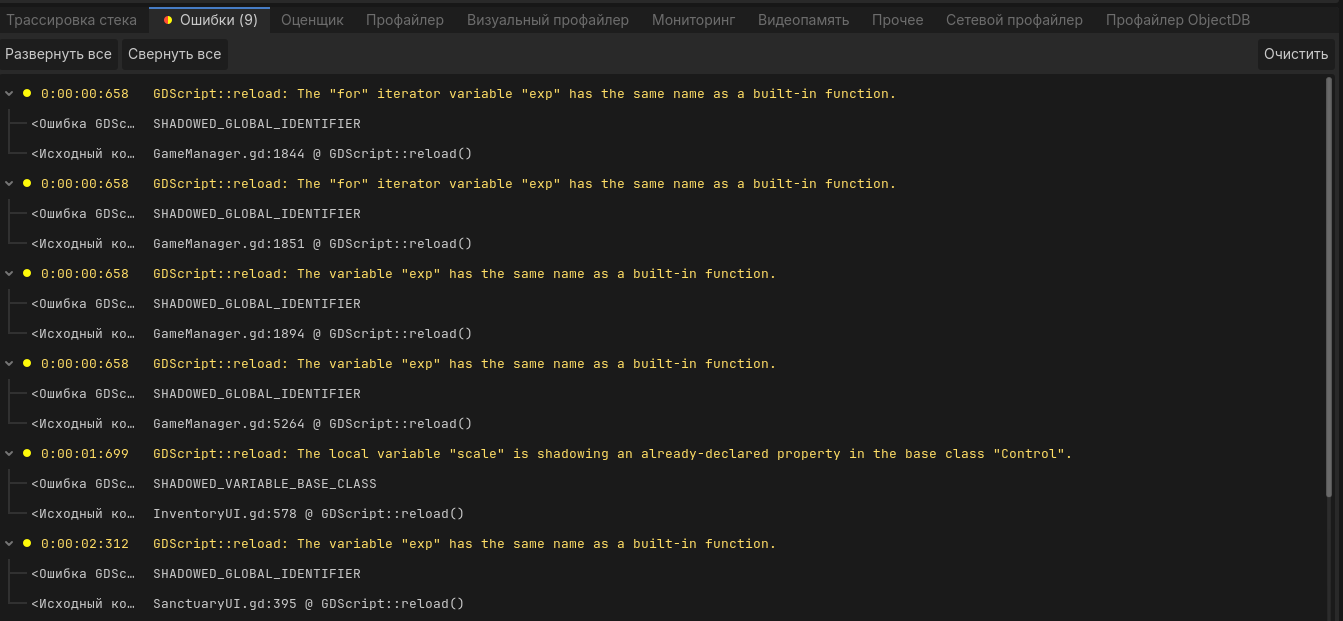 Трассировка стека Ошибки (9) Оценщик Профайлер Визуальный профайлер Мониторинг Видеопамять Прочее Сетевой профайлер Профайлер ObjectDB
Развернуть все Свернуть все Очистить
0:00:00:658 GDScript::reload: The "for" iterator variable "exp" has the same name as a built-in function.
<Ошибка GDSc… SHADOWED_GLOBAL_IDENTIFIER
<Исходный ко… GameManager.gd:1844 @ GDScript::reload()
0:00:00:658 GDScript::reload: The "for" iterator variable "exp" has the same name as a built-in function.
<Ошибка GDSc… SHADOWED_GLOBAL_IDENTIFIER
<Исходный ко… GameManager.gd:1851 @ GDScript::reload()
0:00:00:658 GDScript::reload: The variable "exp" has the same name as a built-in function.
<Ошибка GDSc… SHADOWED_GLOBAL_IDENTIFIER
<Исходный ко… GameManager.gd:1894 @ GDScript::reload()
0:00:00:658 GDScript::reload: The variable "exp" has the same name as a built-in function.
<Ошибка GDSc… SHADOWED_GLOBAL_IDENTIFIER
<Исходный ко… GameManager.gd:5264 @ GDScript::reload()
0:00:01:699 GDScript::reload: The local variable "scale" is shadowing an already-declared property in the base class "Control".
<Ошибка GDSc… SHADOWED_VARIABLE_BASE_CLASS
<Исходный ко… InventoryUI.gd:578 @ GDScript::reload()
0:00:02:312 GDScript::reload: The variable "exp" has the same name as a built-in function.
<Ошибка GDSc… SHADOWED_GLOBAL_IDENTIFIER
<Исходный ко… SanctuaryUI.gd:395 @ GDScript::reload()